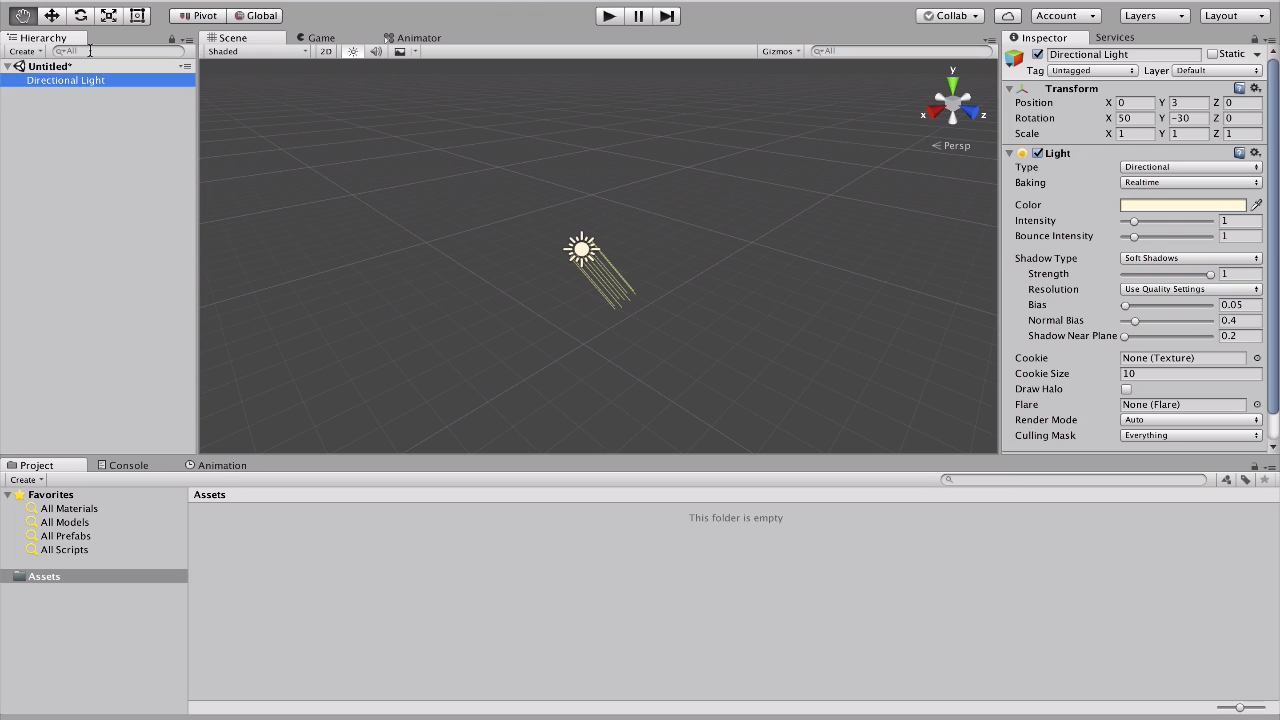 Pivot Global Collab Account Layers Layout
Hierarchy Scene Game Animator Inspector Services
Create All Shaded 2D Gizmos All Directional Light Static
Untitled* Tag Untagged Layer Default
Directional Light Transform
y
x
z
Persp
Position X 0 Y 3 Z 0
Rotation X 50 Y -30 Z 0
Scale X 1 Y 1 Z 1
Light
Type Directional
Baking Realtime
Color
Intensity 1
Bounce Intensity 1
Shadow Type Soft Shadows
Strength 1
Resolution Use Quality Settings
Bias 0.05
Normal Bias 0.4
Shadow Near Plane 0.2
Cookie None (Texture)
Cookie Size 10
Draw Halo
Flare None (Flare)
Render Mode Auto
Culling Mask Everything
Project Console Animation
Create
Favorites Assets
All Materials This folder is empty
All Models
All Prefabs
All Scripts
Assets